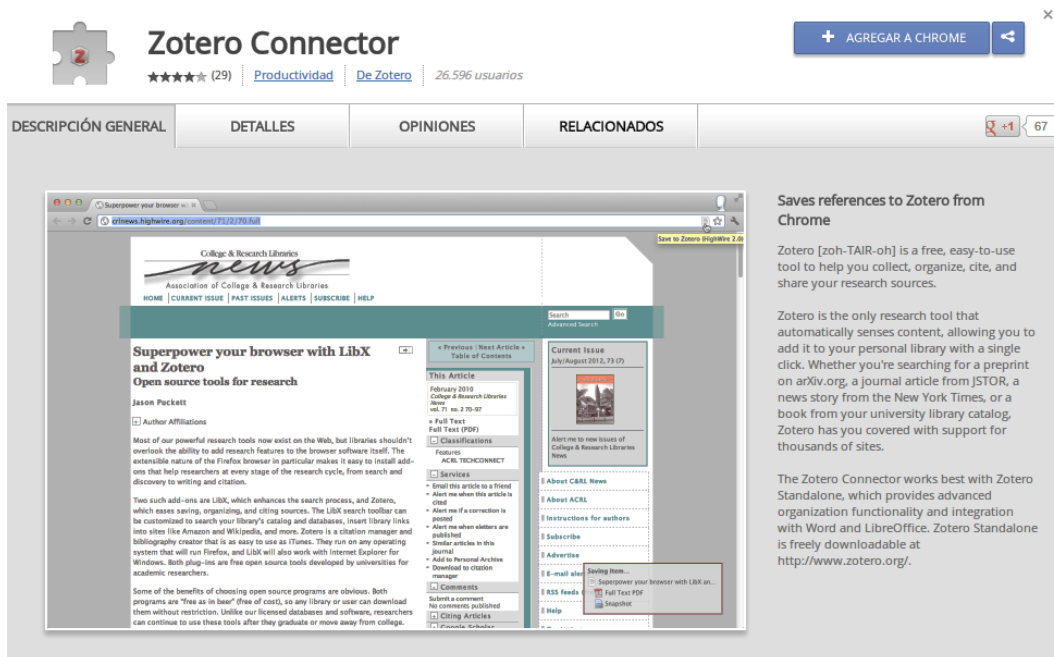 Zotero Connector
(29) Productividad De Zotero 26.596 usuarios
AGREGAR A CHROME
DESCRIPCIÓN GENERAL DETALLES OPINIONES RELACIONADOS
+1 67
Superpower your browser w
crlnews.highwire.org/content/71/2/70.full
Save to Zotero (HighWire 2.0)
College & Research Libraries
news
Association of College & Research Libraries
HOME | CURRENT ISSUE | PAST ISSUES | ALERTS | SUBSCRIBE | HELP
Search Go
Advanced Search
Superpower your browser with LibX
and Zotero
Open source tools for research
Jason Puckett
Author Affiliations
Most of our powerful research tools now exist on the Web, but libraries shouldn't
overlook the ability to add research features to the browser software itself. The
extensible nature of the Firefox browser in particular makes it easy to install add-
ons that help researchers at every stage of the research cycle, from search and
discovery to writing and citation.
Two such add-ons are LibX, which enhances the search process, and Zotero,
which eases saving, organizing, and citing sources. The LibX search toolbar can
be customized to search your library's catalog and databases, insert library links
into sites like Amazon and Wikipedia, and more. Zotero is a citation manager and
bibliography creator that is as easy to use as iTunes. They run on any operating
system that will run Firefox, and LibX will also work with Internet Explorer for
Windows. Both plug-ins are free open source tools developed by universities for
academic researchers.
Some of the benefits of choosing open source programs are obvious. Both
programs are "free as in beer" (free of cost), so any library or user can download
them without restriction. Unlike our licensed databases and software, researchers
can continue to use these tools after they graduate or move away from college.
« Previous | Next Article »
Table of Contents
This Article
February 2010
College & Research Libraries
News
vol. 71 no. 2 70-97
» Full Text
Full Text (PDF)
Classifications
Features
ACRL TECHCONNECT
Services
Email this article to a friend
Alert me when this article is
cited
Alert me if a correction is
posted
Alert me when eletters are
published
Similar articles in this
journal
Add to Personal Archive
Download to citation
manager
Comments
Submit a comment
No comments published
Citing Articles
Google Scholar
Current Issue
July/August 2012, 73 (7)
Alert me to new issues of
College & Research Libraries
News
About C&RL News
About ACRL
Instructions for authors
Subscribe
Advertise
E-mail aler
RSS feeds
Help
Saving Item...
Superpower your browser with LibX an...
Full Text PDF
Snapshot
Saves references to Zotero from
Chrome
Zotero [zoh-TAIR-oh] is a free, easy-to-use
tool to help you collect, organize, cite, and
share your research sources.
Zotero is the only research tool that
automatically senses content, allowing you to
add it to your personal library with a single
click. Whether you're searching for a preprint
on arXiv.org, a journal article from JSTOR, a
news story from the New York Times, or a
book from your university library catalog,
Zotero has you covered with support for
thousands of sites.
The Zotero Connector works best with Zotero
Standalone, which provides advanced
organization functionality and integration
with Word and LibreOffice. Zotero Standalone
is freely downloadable at
http://www.zotero.org/.